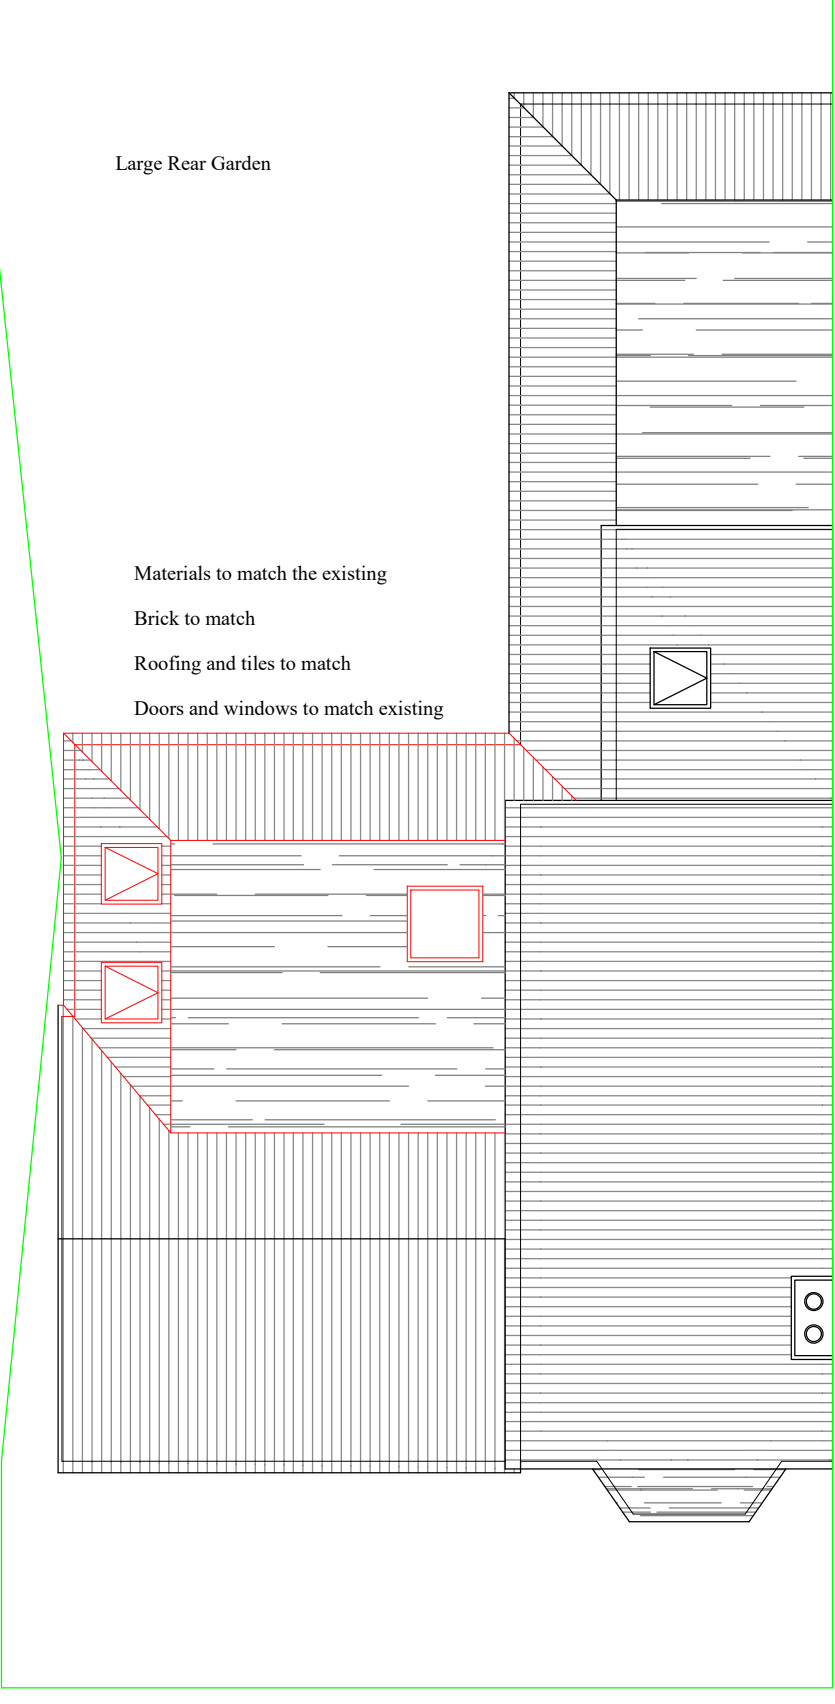 Large Rear Garden
Materials to match the existing
Brick to match
Roofing and tiles to match
Doors and windows to match existing